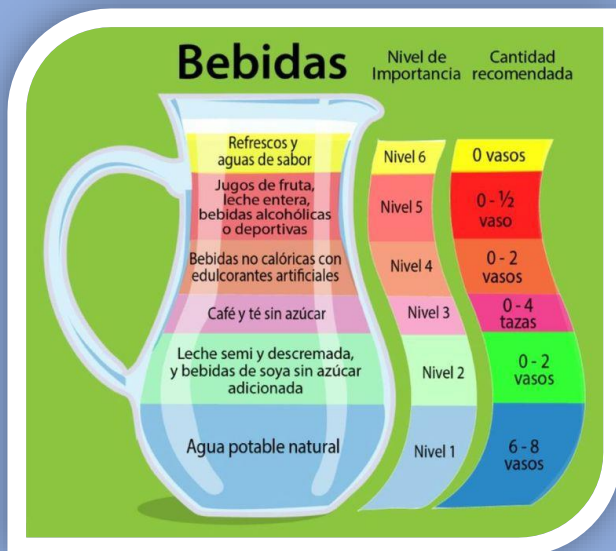 Bebidas
Nivel de
Importancia
Cantidad
recomendada
Refrescos y
aguas de sabor
Nivel 6
0 vasos
Jugos de fruta,
leche entera,
bebidas alcohólicas
o deportivas
Nivel 5
0 - ½
vaso
Bebidas no calóricas con
edulcorantes artificiales
Nivel 4
0 - 2
vasos
Café y té sin azúcar
Nivel 3
0 - 4
tazas
Leche semi y descremada,
y bebidas de soya sin azúcar
adicionada
Nivel 2
0 - 2
vasos
Agua potable natural
Nivel 1
6 - 8
vasos